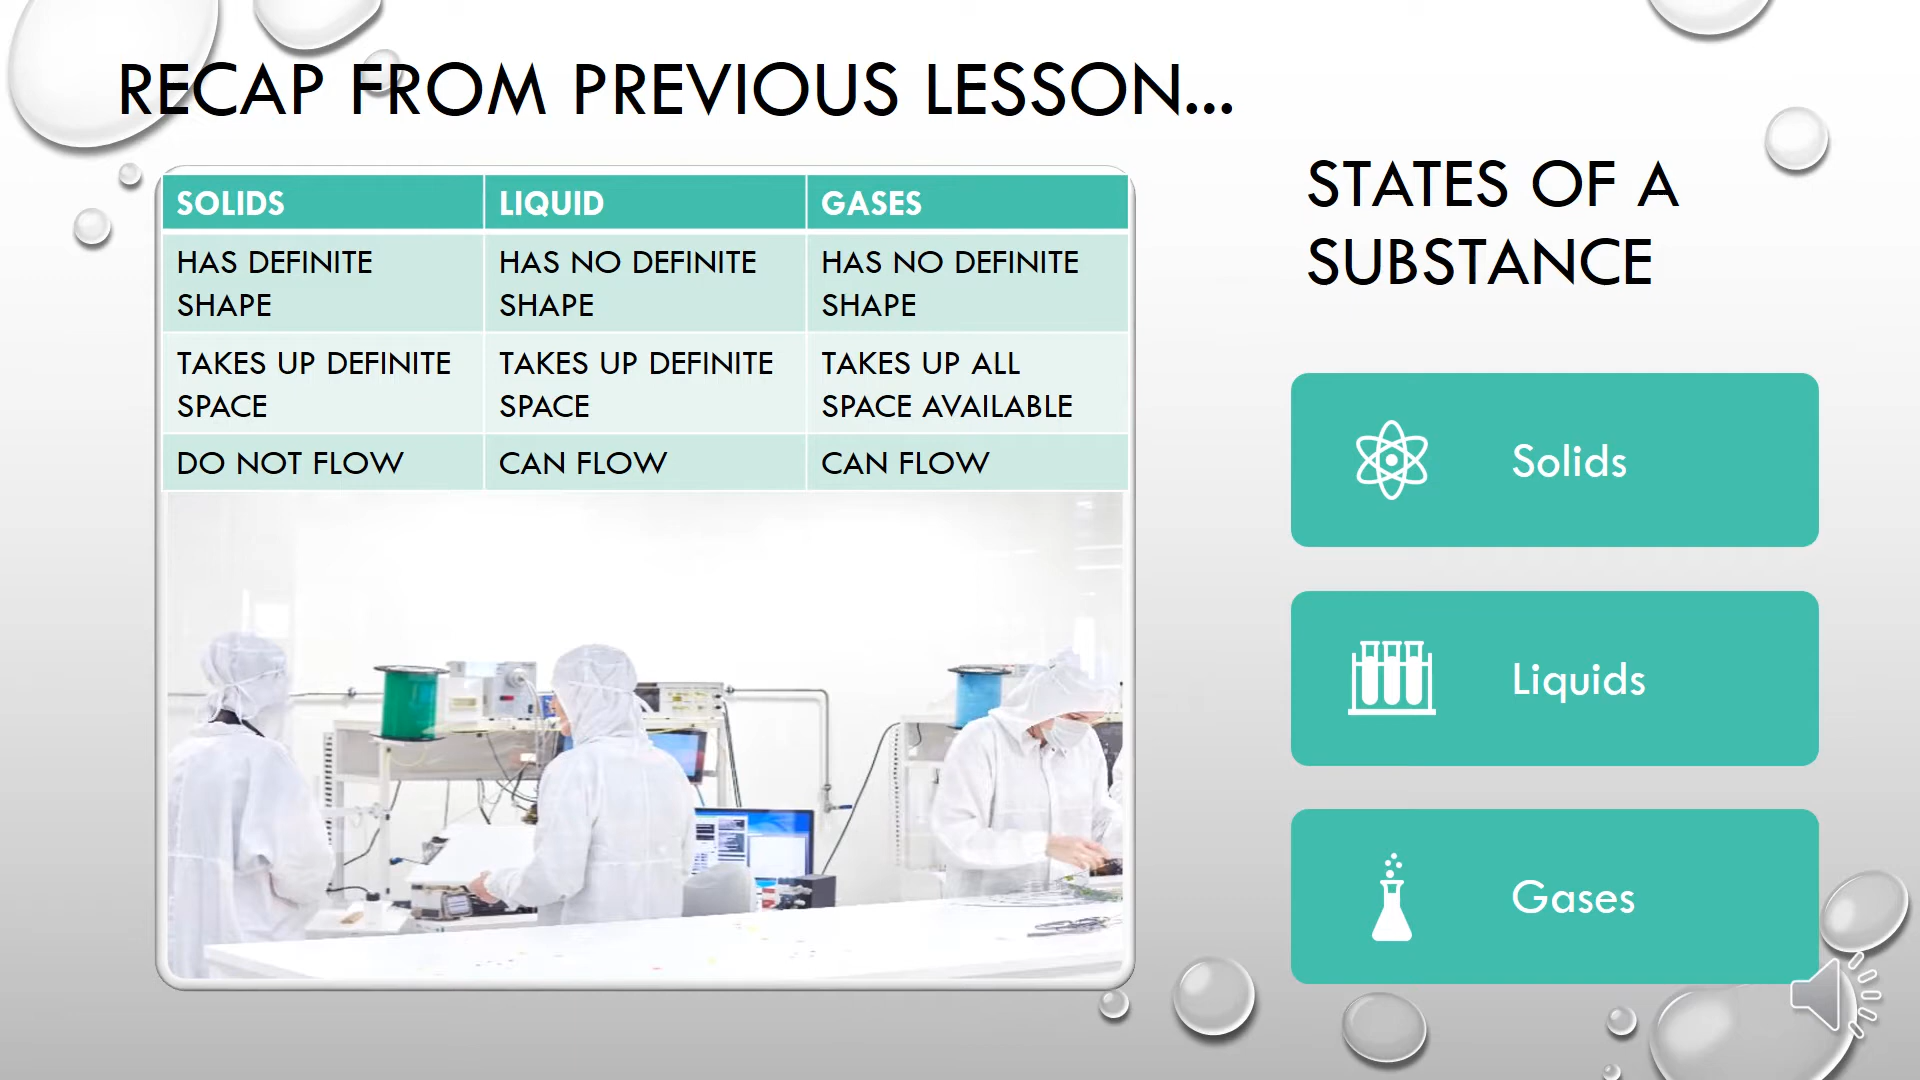 RECAP FROM PREVIOUS LESSON...
SOLIDS
LIQUID
GASES
HAS DEFINITE
SHAPE
HAS NO DEFINITE
SHAPE
HAS NO DEFINITE
SHAPE
TAKES UP DEFINITE
SPACE
TAKES UP DEFINITE
SPACE
TAKES UP ALL
SPACE AVAILABLE
DO NOT FLOW
CAN FLOW
CAN FLOW
STATES OF A
SUBSTANCE
Solids
Liquids
Gases